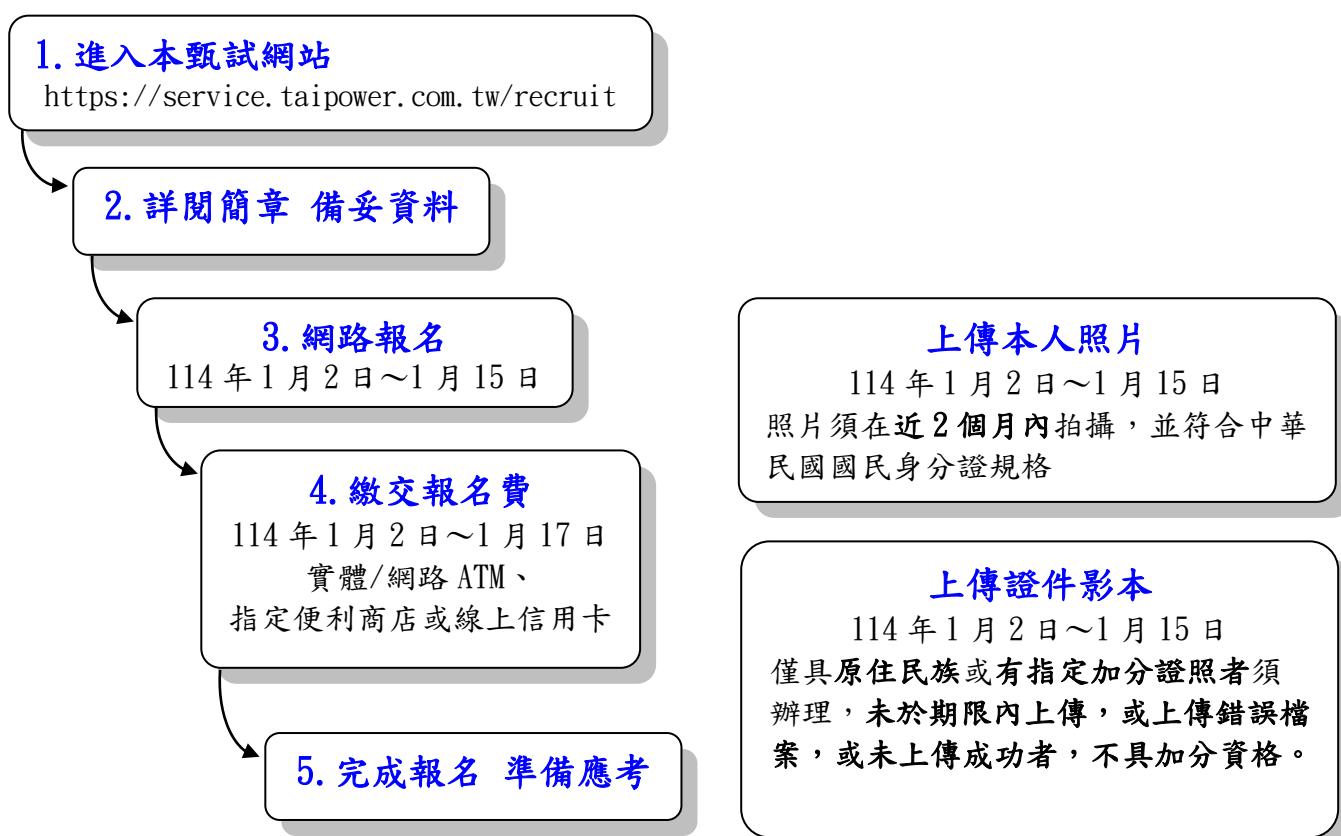 1.進入本甄試網站
https://service.taipower.com.tw/recruit
2.詳閱簡章 備妥資料
3.網路報名
114年1月2日～1月15日
4.繳交報名費
114年1月2日～1月17日
實體/網路ATM、
指定便利商店或線上信用卡
5.完成報名 準備應考
上傳本人照片
114年1月2日～1月15日
照片須在近2個月內拍攝，並符合中華
民國國民身分證規格
上傳證件影本
114年1月2日～1月15日
僅具原住民族或有指定加分證照者須
辦理，未於期限內上傳，或上傳錯誤檔
案，或未上傳成功者，不具加分資格。